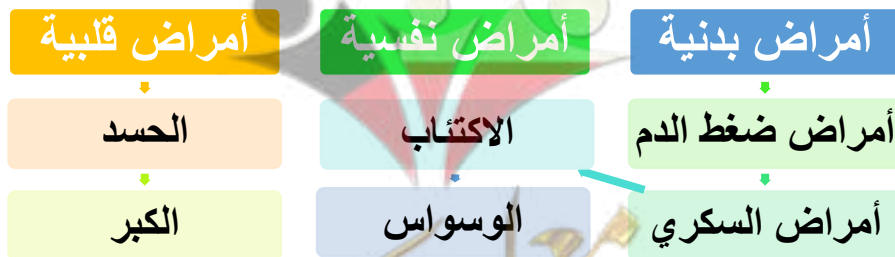 أمراض بدنية
أمراض نفسية
أمراض قلبية
أمراض ضغط الدم
الاكتئاب
الحسد
أمراض السكري
الوسواس
الكبر